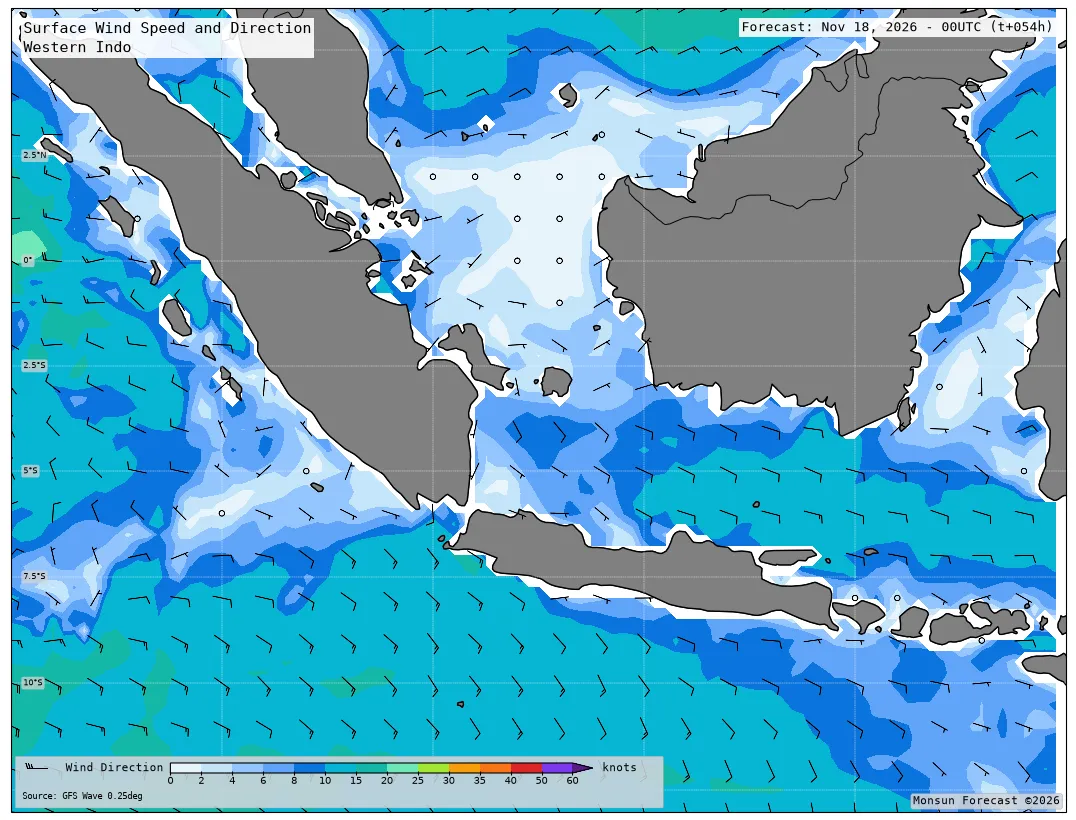 Surface Wind Speed and Direction
Western Indo
Forecast: Nov 18, 2026 - 00UTC (t+054h)
2.5°N
0°
2.5°S
5°S
7.5°S
10°S
Wind Direction
0 2 4 6 8 10 15 20 25 30 35 40 50 60
knots
Source: GFS Wave 0.25deg
Monsun Forecast ©2026